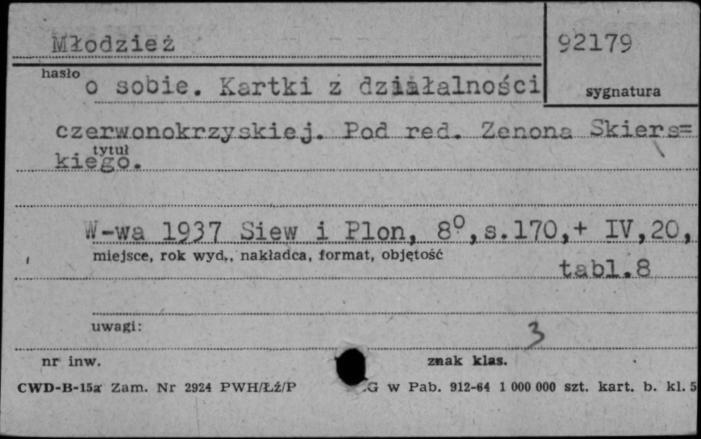 Młodzież
92179
hasło
o sobie. Kartki z działalności
sygnatura
czerwonokrzyskiej. Pod red. Zenona Skiers=
tytuł
kiego.
W-wa 1937 Siew i Plon, 8º, s.170,+ IV,20,
miejsce, rok wyd., nakładca, format, objętość
tabl.8
uwagi:
3
nr inw.
znak klas.
CWD-B-15a Zam. Nr 2924 PWH/Łź/P G w Pab. 912-64 1 000 000 szt. kart. b. kl. 5